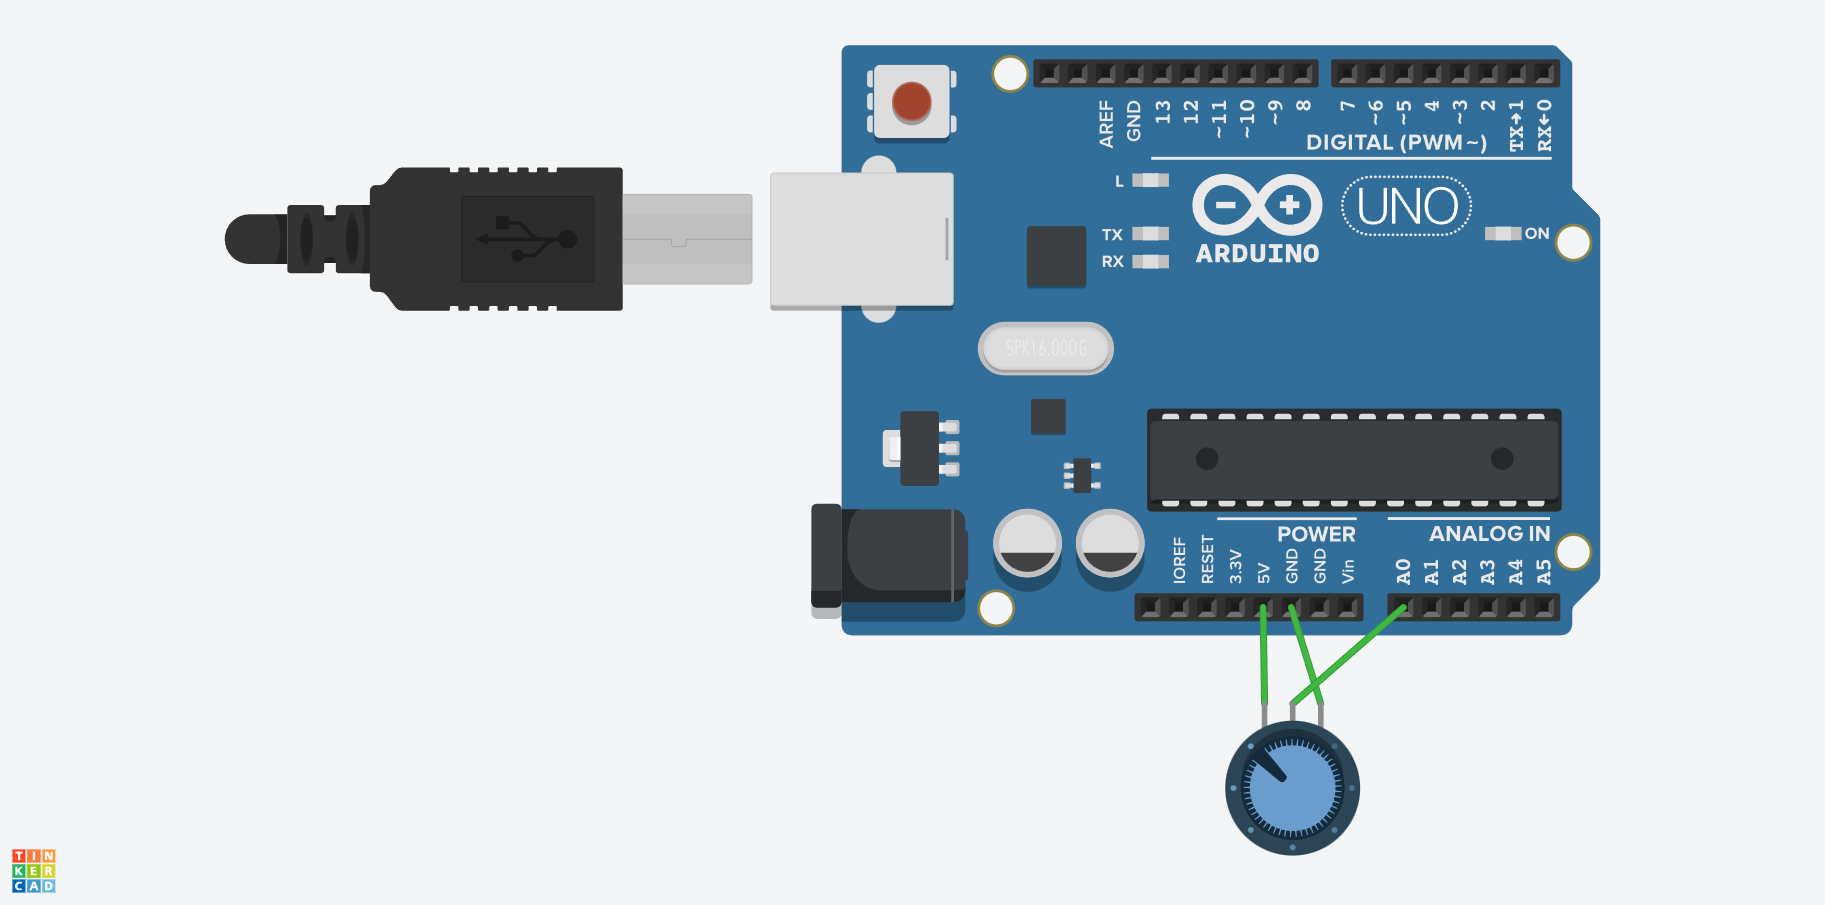 AREF
GND
13
12
~11
~10
~9
8
7
~6
~5
4
~3
2
TX→1
RX←0
DIGITAL (PWM~)
L
TX
RX
ARDUINO
UNO
ON
SPK16.000G
POWER
ANALOG IN
IOREF
RESET
3.3V
5V
GND
GND
Vin
A0
A1
A2
A3
A4
A5
TIN
KER
CAD